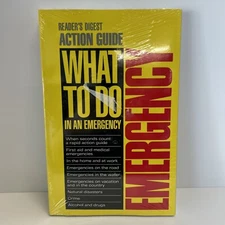 READER'S DIGEST
ACTION GUIDE
WHAT
TO DO
IN AN EMERGENCY
When seconds count:
a rapid action guide
First aid and medical
emergencies
In the home and at work
Emergencies on the road
Emergencies in the water
Emergencies on vacation
and in the country
Natural disasters
Crime
Alcohol and drugs
EMERGENCY